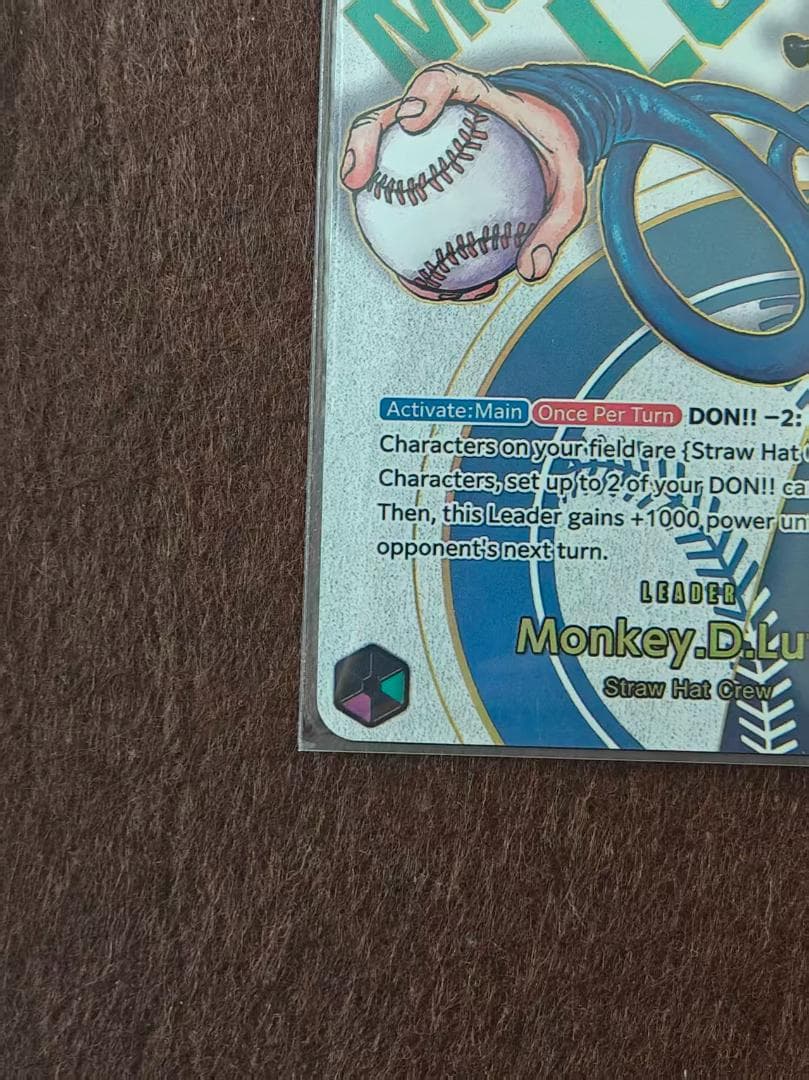 Activate:Main Once Per Turn DON!! −2:
Characters on your field are {Straw Hat
Characters, set up to 2 of your DON!! ca
Then, this Leader gains +1000 power un
opponent's next turn.
LEADER
Monkey.D.Lu
Straw Hat Crew